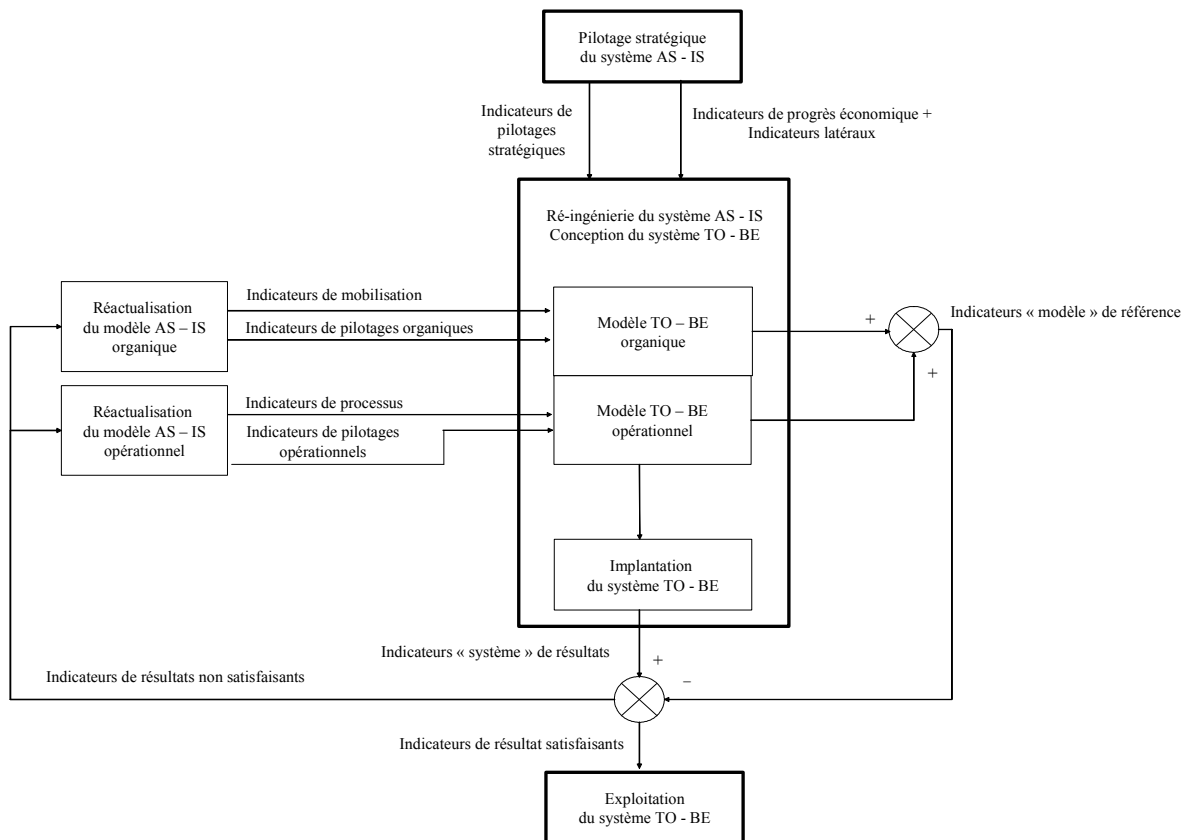 Pilotage stratégique
du système AS - IS
Indicateurs de
pilotages
stratégiques
Indicateurs de progrès économique +
Indicateurs latéraux
Ré-ingénierie du système AS - IS
Conception du système TO - BE
Réactualisation
du modèle AS – IS
organique
Indicateurs de mobilisation
Indicateurs de pilotages organiques
Modèle TO – BE
organique
+
+
Indicateurs « modèle » de référence
Réactualisation
du modèle AS – IS
opérationnel
Indicateurs de processus
Indicateurs de pilotages
opérationnels
Modèle TO – BE
opérationnel
Implantation
du système TO - BE
Indicateurs « système » de résultats
+
−
Indicateurs de résultats non satisfaisants
Indicateurs de résultat satisfaisants
Exploitation
du système TO - BE